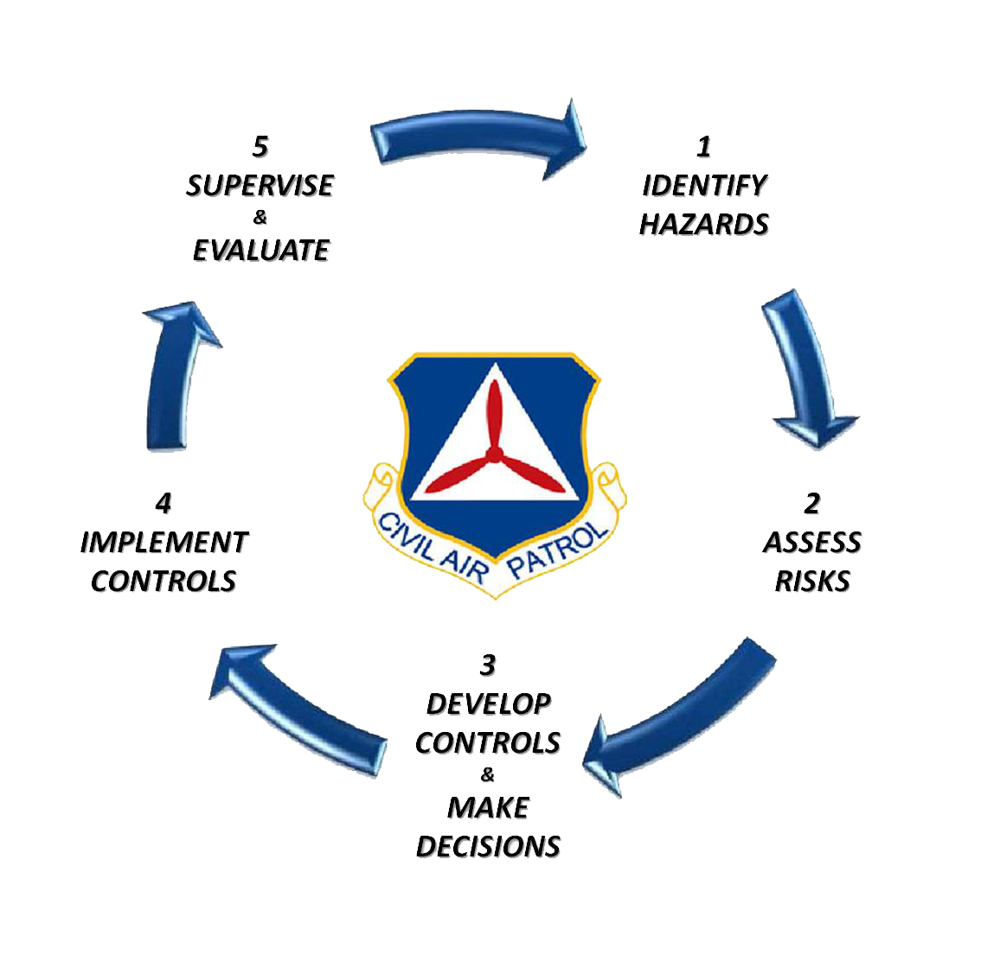 1
IDENTIFY
HAZARDS
2
ASSESS
RISKS
3
DEVELOP
CONTROLS
&
MAKE
DECISIONS
4
IMPLEMENT
CONTROLS
5
SUPERVISE
&
EVALUATE
CIVIL AIR PATROL